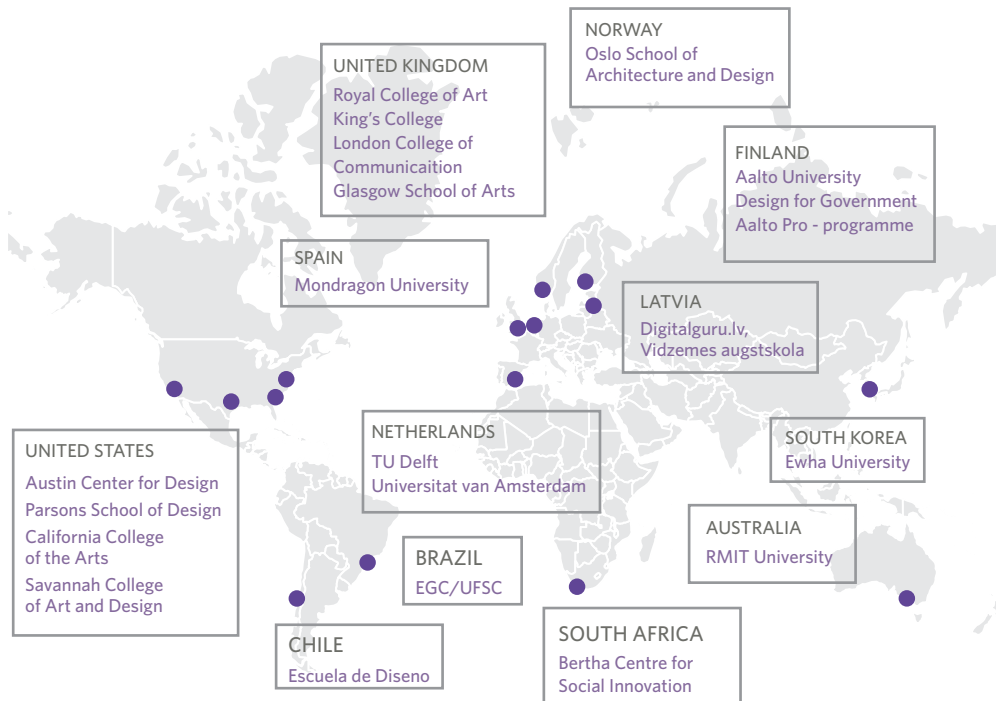 NORWAY
Oslo School of
Architecture and Design
UNITED KINGDOM
Royal College of Art
King's College
London College of
Communicaition
Glasgow School of Arts
FINLAND
Aalto University
Design for Government
Aalto Pro - programme
SPAIN
Mondragon University
LATVIA
Digitalguru.lv,
Vidzemes augstskola
NETHERLANDS
TU Delft
Universitat van Amsterdam
SOUTH KOREA
Ewha University
UNITED STATES
Austin Center for Design
Parsons School of Design
California College
of the Arts
Savannah College
of Art and Design
AUSTRALIA
RMIT University
BRAZIL
EGC/UFSC
CHILE
Escuela de Diseno
SOUTH AFRICA
Bertha Centre for
Social Innovation